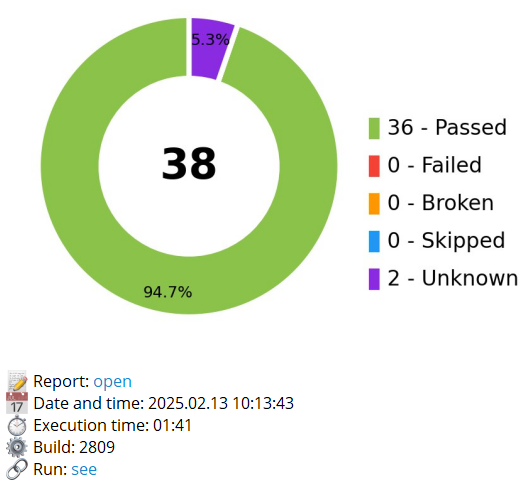 5.3%
38
94.7%
36 - Passed
0 - Failed
0 - Broken
0 - Skipped
2 - Unknown
Report: open
17 Date and time: 2025.02.13 10:13:43
Execution time: 01:41
Build: 2809
Run: see